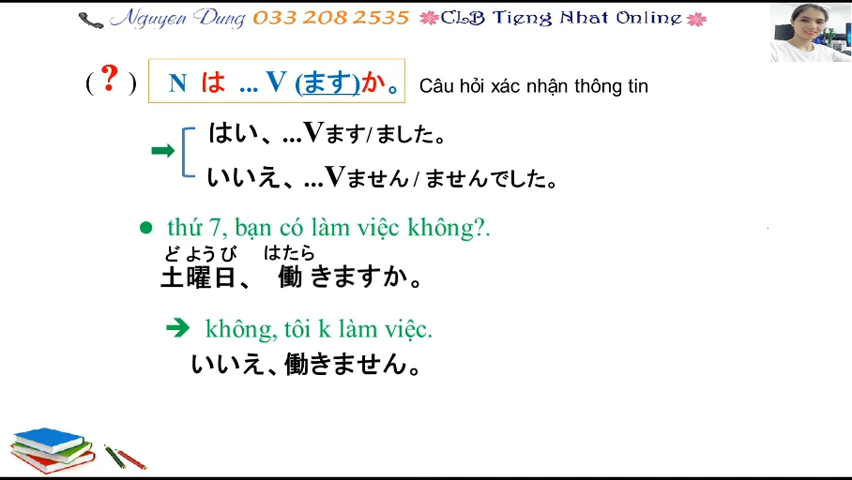 Nguyen Dung 033 208 2535 CLB Tieng Nhat Online
( ? ) N は ... V (ます)か。 Câu hỏi xác nhận thông tin
はい、...Vます/ました。
いいえ、...Vません/ませんでした。
thứ 7, bạn có làm việc không?.
どようび はたら
土曜日、働きますか。
không, tôi k làm việc.
いいえ、働きません。